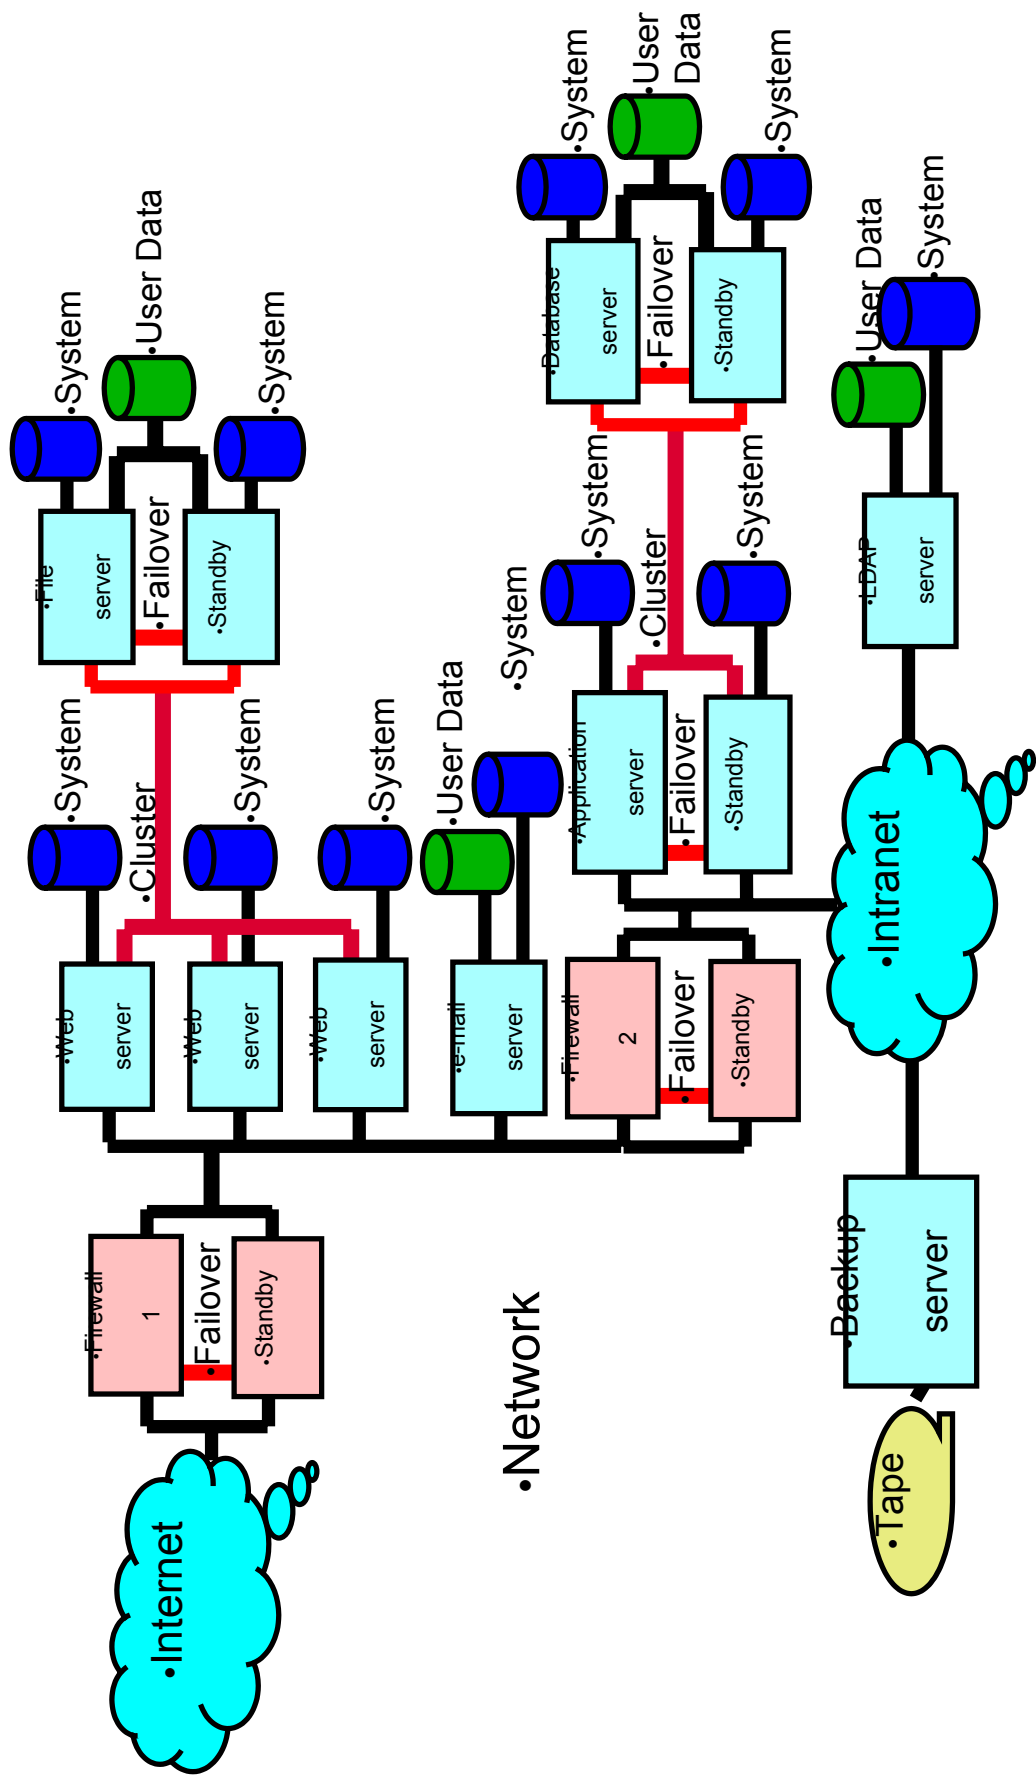 •Internet
•Firewall
1
•Failover
•Standby
•Web
server
•System
•Web
server
•System
•Web
server
•System
•Cluster
•File
server
•System
•User Data
•Failover
•Standby
•System
•e-mail
server
•User Data
•System
•Network
•Firewall
2
•Failover
•Standby
•Application
server
•System
•Failover
•Standby
•System
•Cluster
•Database
server
•System
•User
Data
•Failover
•Standby
•System
•Tape
•Backup
server
•Intranet
•LDAP
server
•User Data
•System